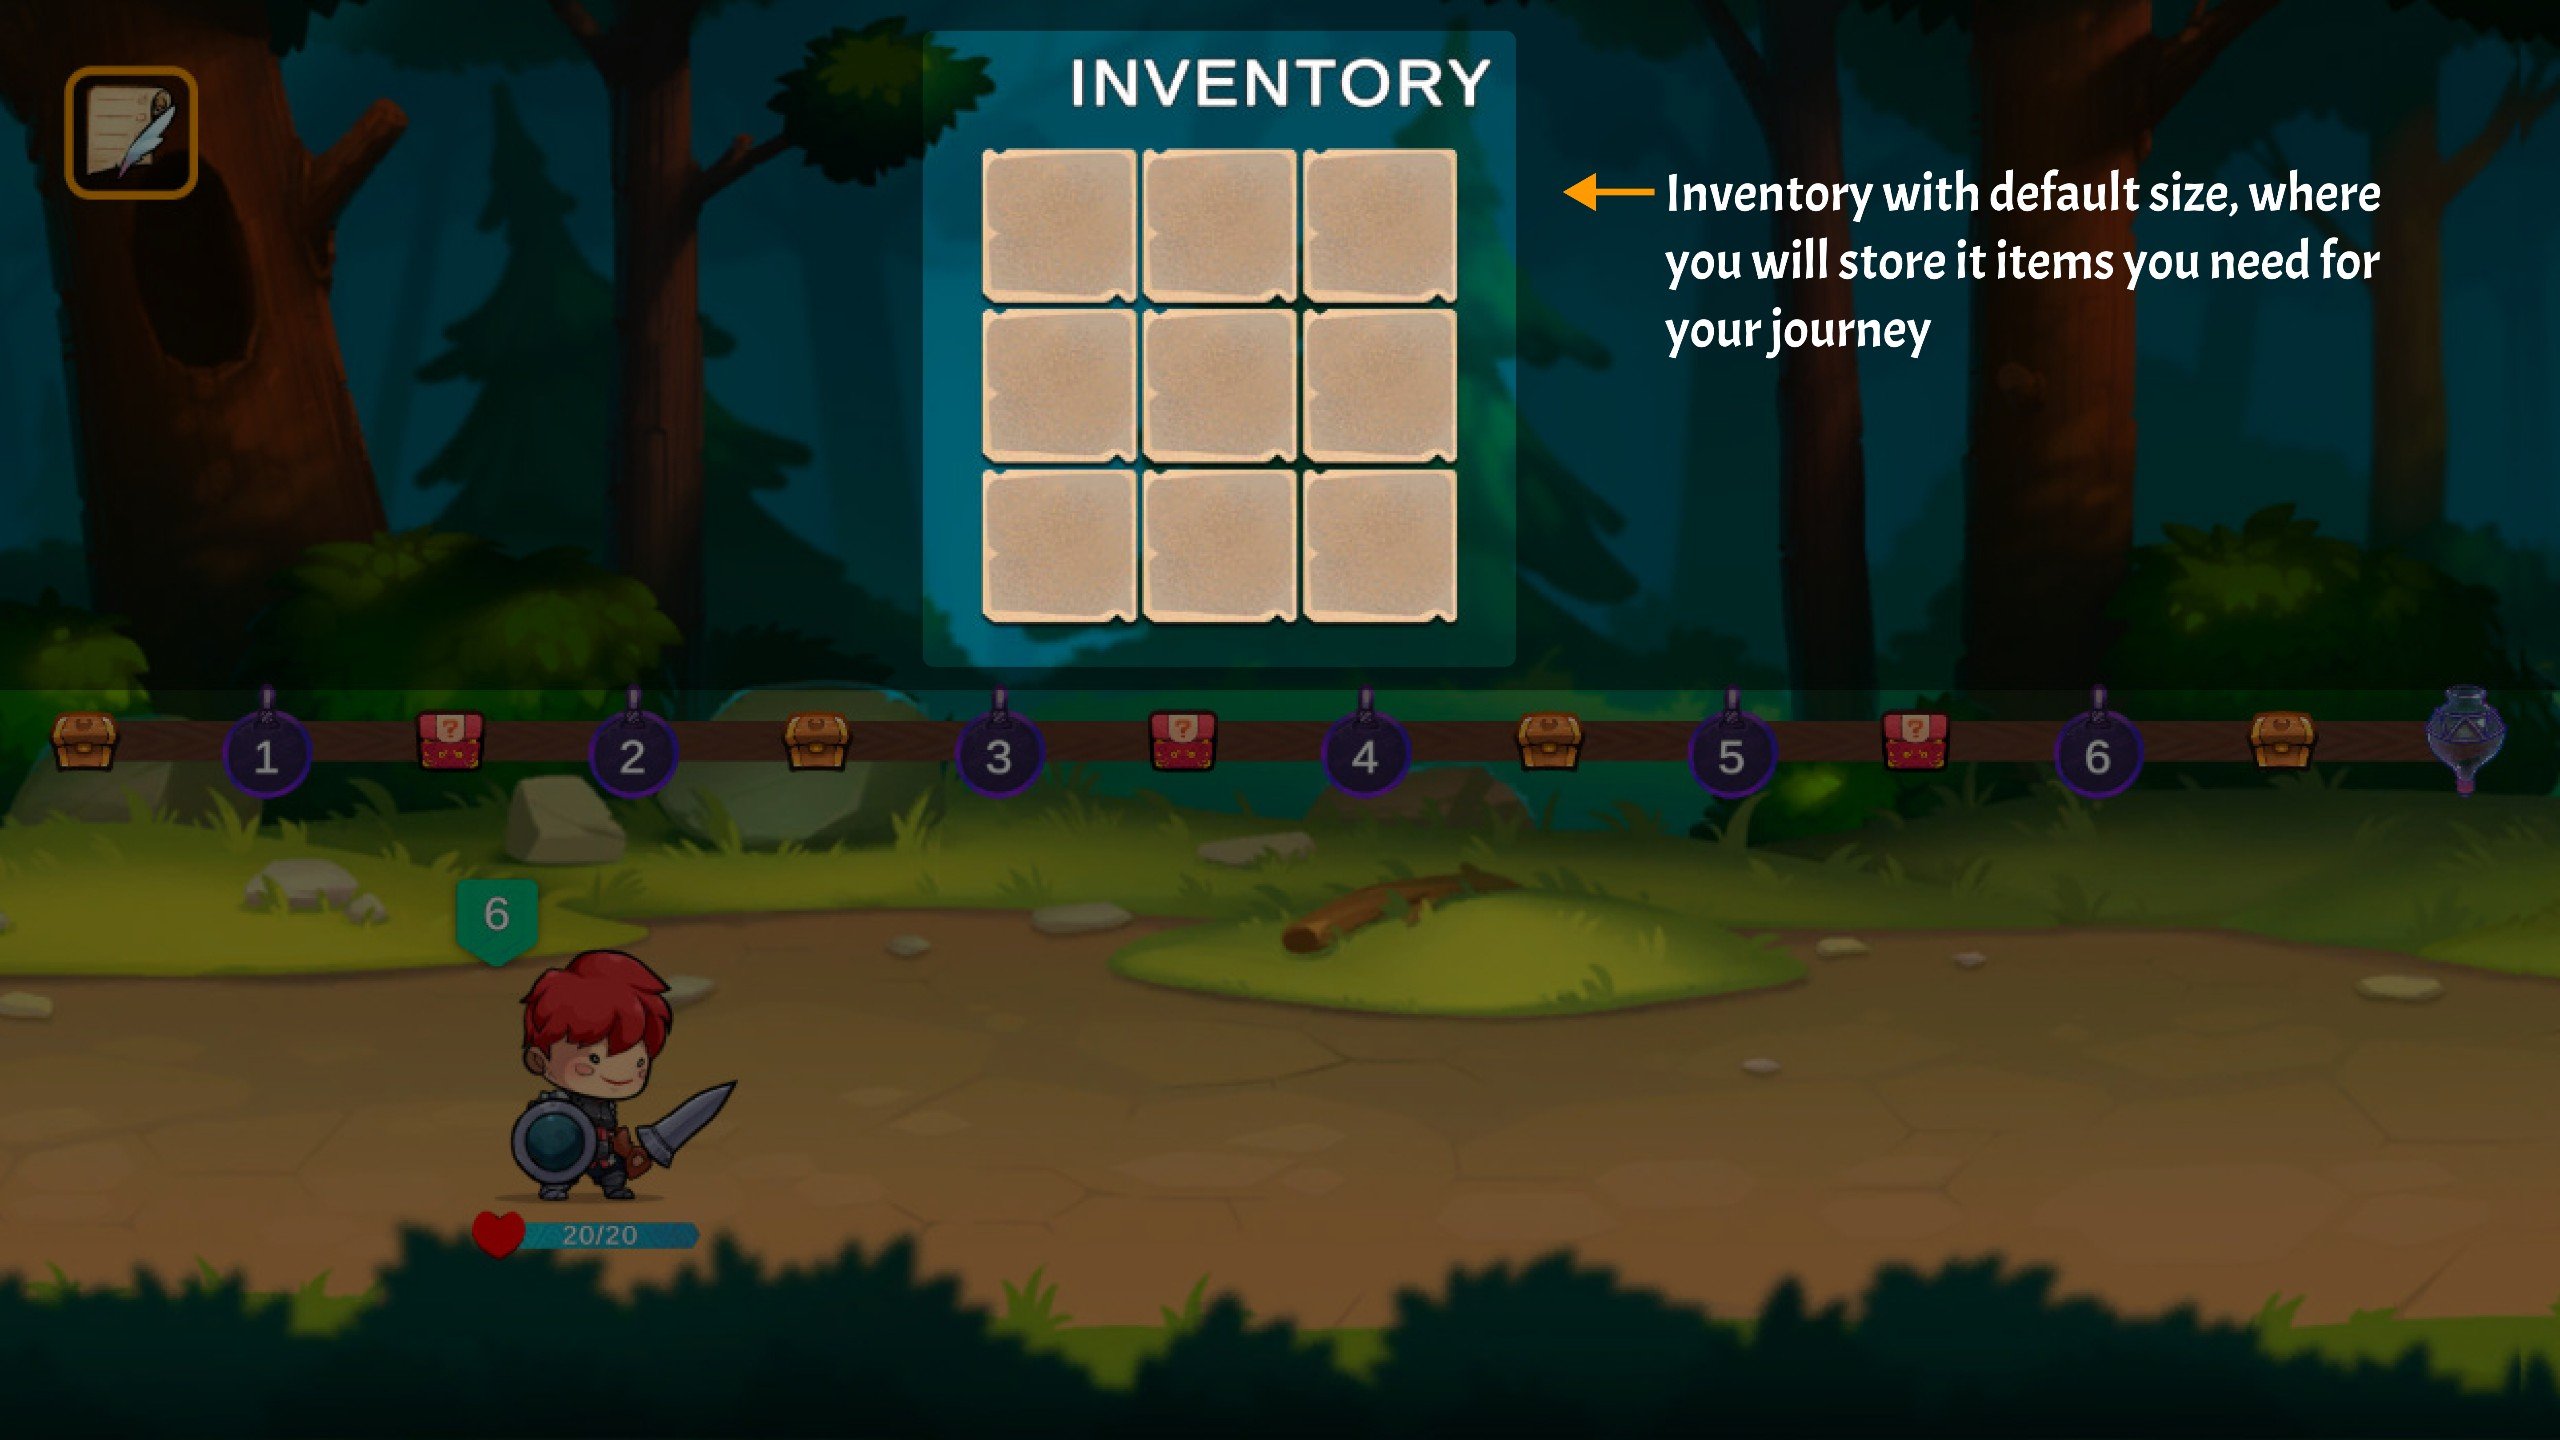 INVENTORY
Inventory with default size, where
you will store it items you need for
your journey
?
?
?
1
2
3
4
5
6
6
20/20